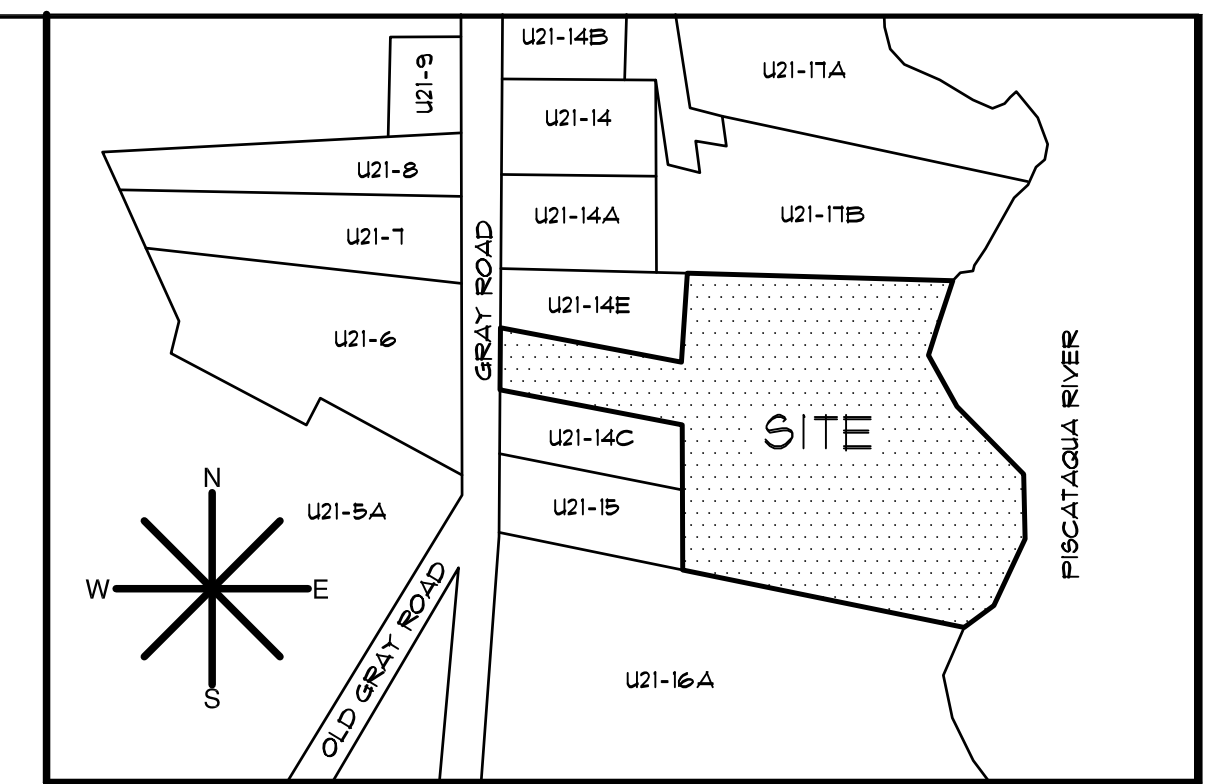 U21-14B
U21-9
U21-17A
U21-14
U21-8
U21-14A
U21-17B
U21-7
GRAY ROAD
U21-14E
U21-6
PISCATAQUA RIVER
SITE
U21-14C
N
U21-5A
U21-15
W
E
S
OLD GRAY ROAD
U21-16A